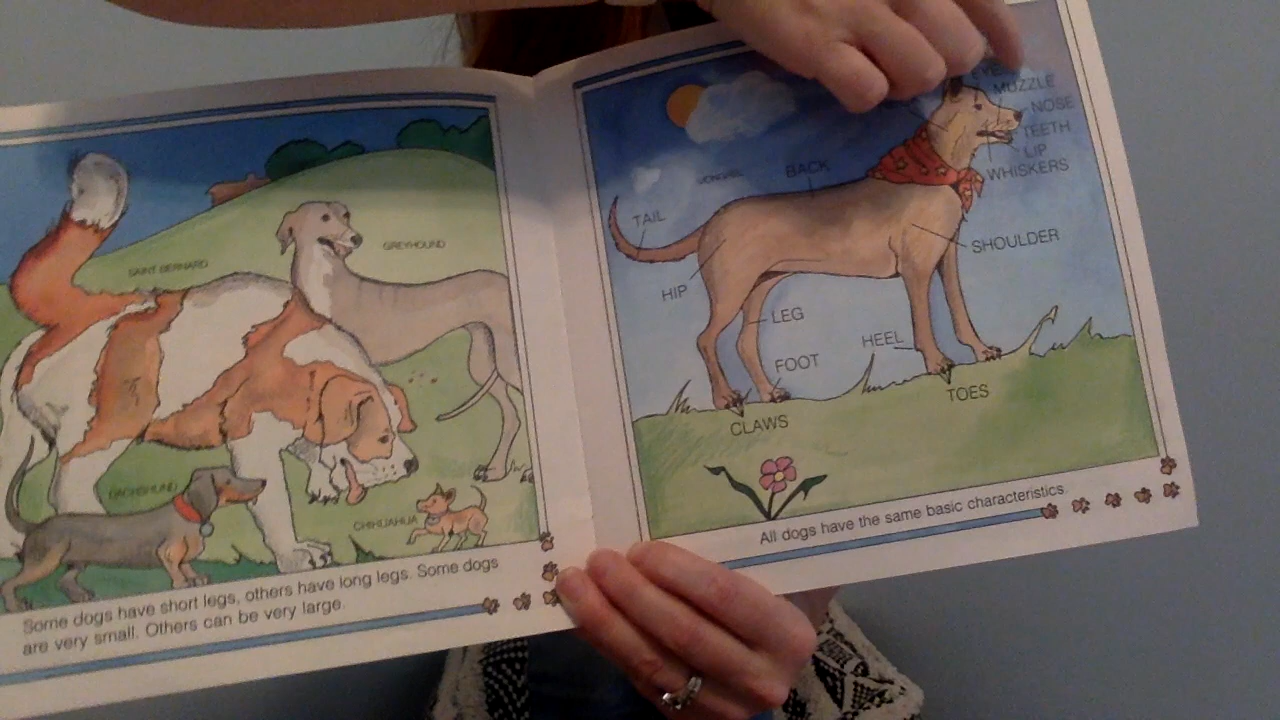 SAINT BERNARD
GREYHOUND
DACHSHUND
CHIHUAHUA
Some dogs have short legs, others have long legs. Some dogs
are very small. Others can be very large.
EYE
MUZZLE
NOSE
TEETH
LIP
WHISKERS
MONGREL
BACK
TAIL
SHOULDER
HIP
LEG
HEEL
FOOT
TOES
CLAWS
All dogs have the same basic characteristics.